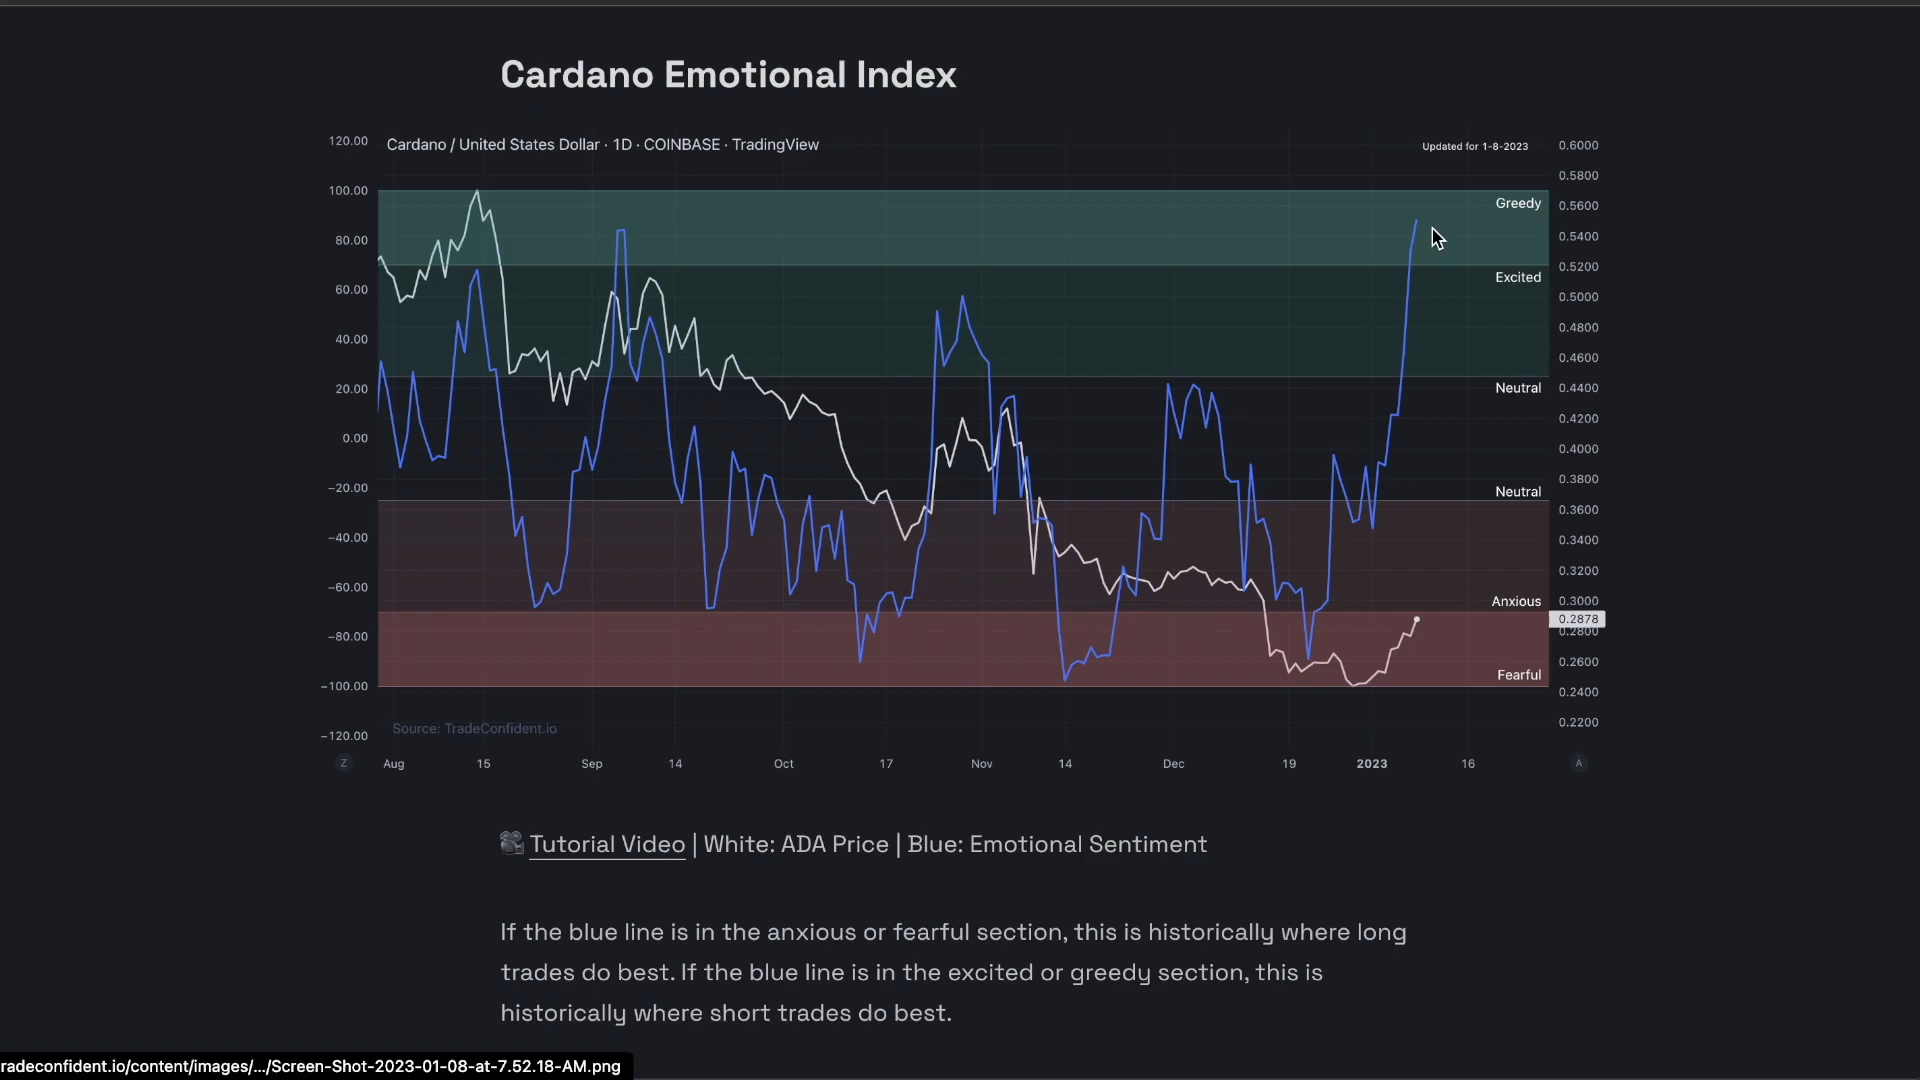 Cardano Emotional Index
Cardano / United States Dollar · 1D · COINBASE · TradingView
Updated for 1-8-2023
120.00
100.00
80.00
60.00
40.00
20.00
0.00
−20.00
−40.00
−60.00
−80.00
−100.00
−120.00
Greedy
Excited
Neutral
Neutral
Anxious
Fearful
0.6000
0.5800
0.5600
0.5400
0.5200
0.5000
0.4800
0.4600
0.4400
0.4200
0.4000
0.3800
0.3600
0.3400
0.3200
0.3000
0.2878
0.2800
0.2600
0.2400
0.2200
Source: TradeConfident.io
Z Aug 15 Sep 14 Oct 17 Nov 14 Dec 19 2023 16 A
Tutorial Video | White: ADA Price | Blue: Emotional Sentiment
If the blue line is in the anxious or fearful section, this is historically where long
trades do best. If the blue line is in the excited or greedy section, this is
historically where short trades do best.
radeconfident.io/content/images/.../Screen-Shot-2023-01-08-at-7.52.18-AM.png